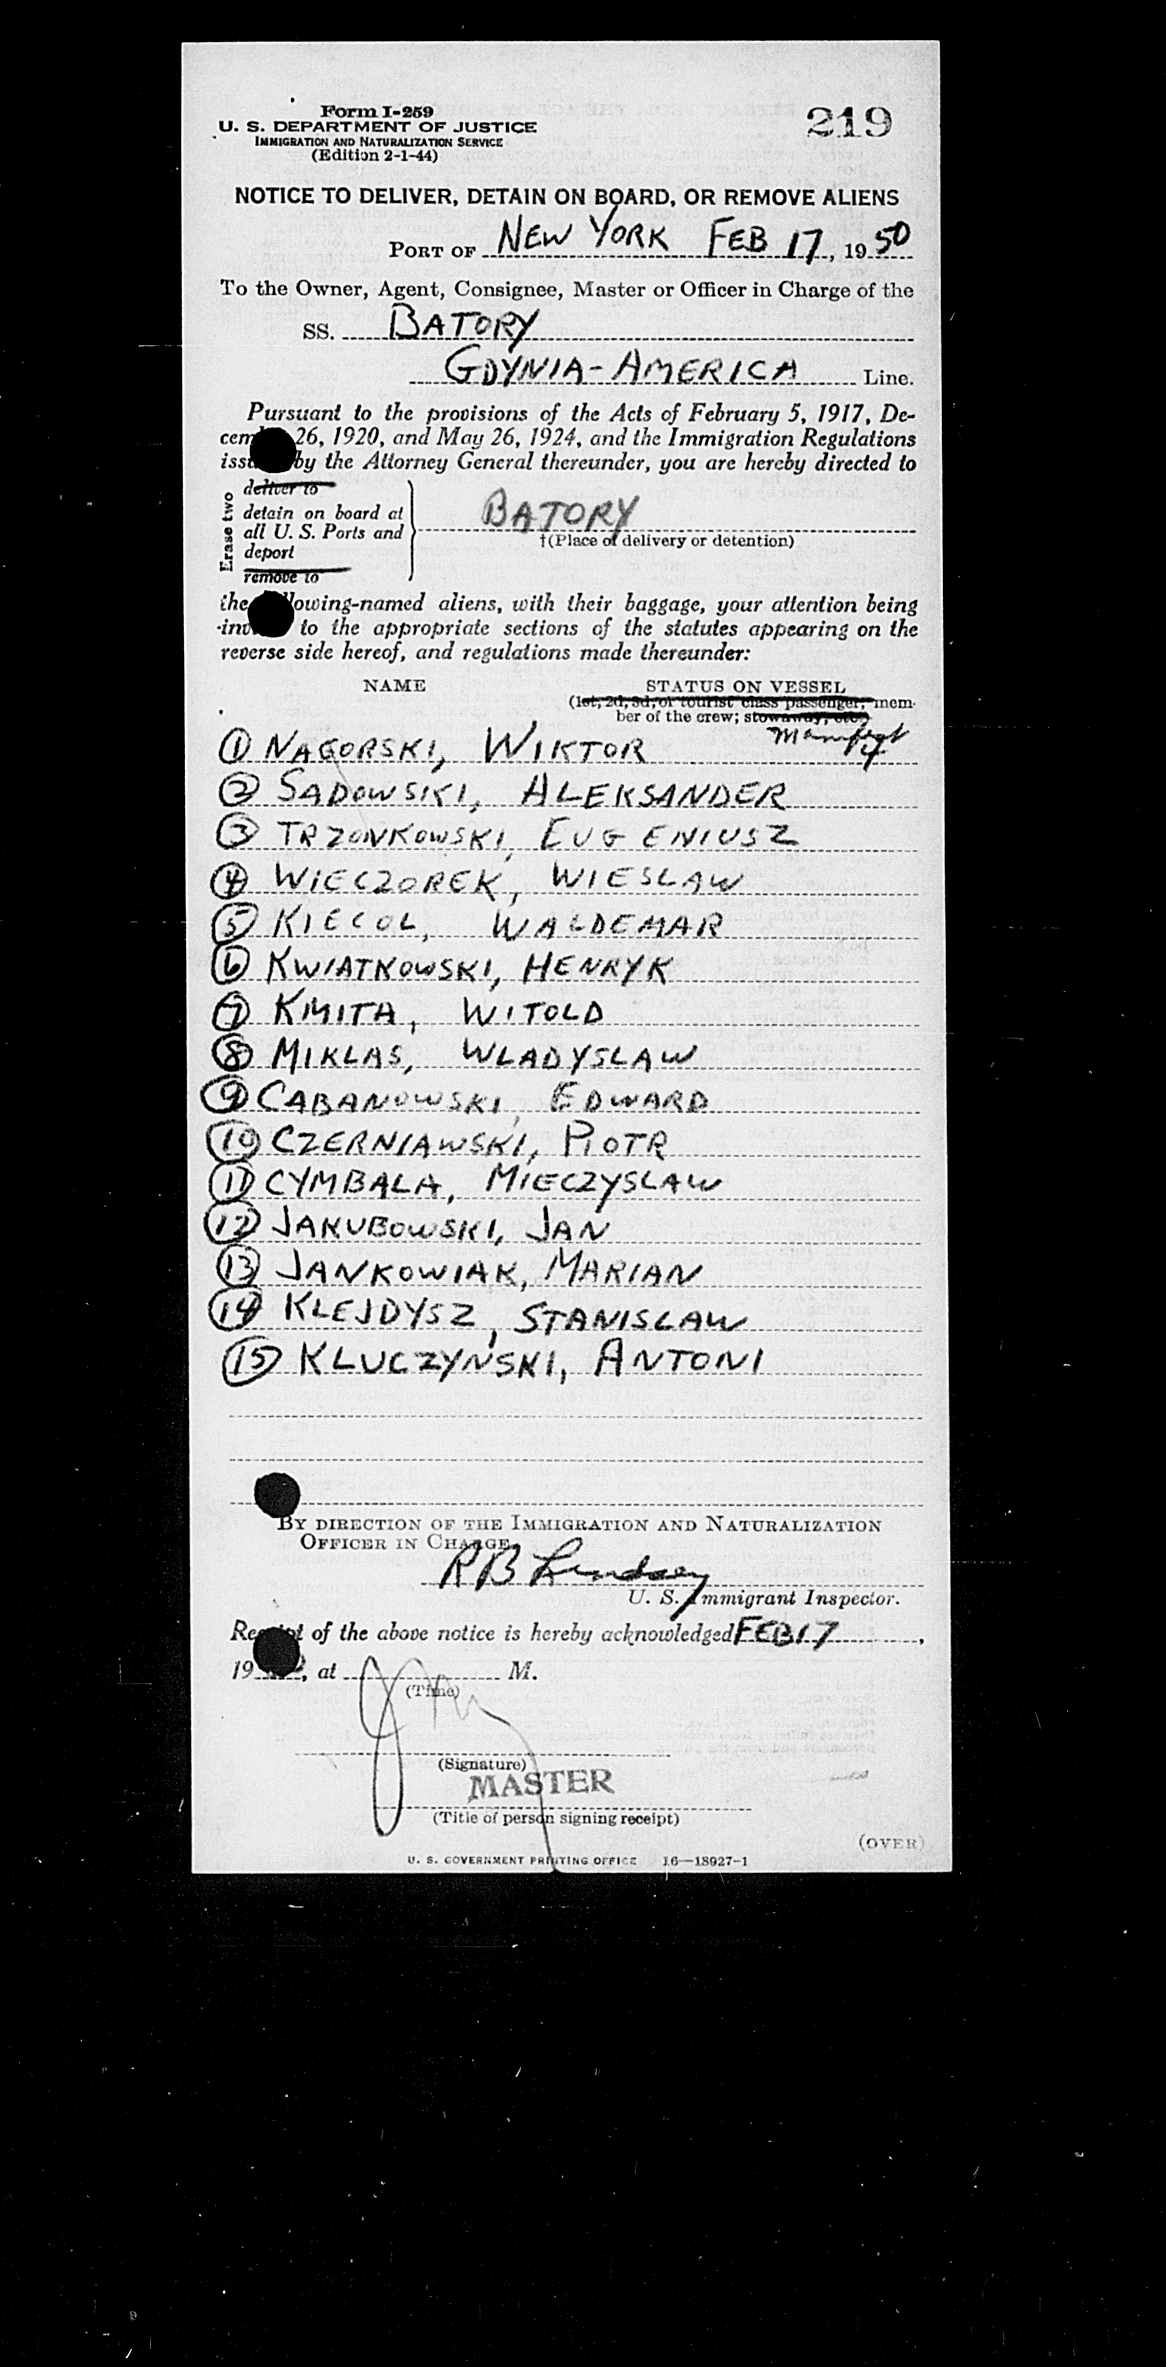 Form I-259
219
U. S. DEPARTMENT OF JUSTICE
IMMIGRATION AND NATURALIZATION SERVICE
(Edition 2-1-44)
NOTICE TO DELIVER, DETAIN ON BOARD, OR REMOVE ALIENS
PORT OF NEW YORK FEB 17, 1950
To the Owner, Agent, Consignee, Master or Officer in Charge of the
SS. BATORY
GDYNIA-AMERICA Line.
Pursuant to the provisions of the Acts of February 5, 1917, De-
cem 26, 1920, and May 26, 1924, and the Immigration Regulations
iss by the Attorney General thereunder, you are hereby directed to
Erase two
deliver to
detain on board at
all U. S. Ports and
deport
remove to
BATORY
†(Place of delivery or detention)
the lowing-named aliens, with their baggage, your attention being
inv to the appropriate sections of the statutes appearing on the
reverse side hereof, and regulations made thereunder:
NAME STATUS ON VESSEL
(1st, 2d, 3d, or tourist class passenger; mem-
ber of the crew; stowaway, etc.)
1 NAGORSKI, WIKTOR
2 SADOWSKI, ALEKSANDER
3 TRZONKOWSKI, EUGENIUSZ
4 WIECZOREK, WIESLAW
5 KIECOL, WALDEMAR
6 KWIATKOWSKI, HENRYK
7 KMITA, WITOLD
8 MIKLAS, WLADYSLAW
9 CABANOWSKI, EDWARD
10 CZERNIAWSKI, PIOTR
11 CYMBALA, MIECZYSLAW
12 JAKUBOWSKI, JAN
13 JANKOWIAK, MARIAN
14 KLEJDYSZ, STANISLAW
15 KLUCZYNSKI, ANTONI
BY DIRECTION OF THE IMMIGRATION AND NATURALIZATION
OFFICER IN CHARGE
RB Lindsey
U. S. Immigrant Inspector.
Receipt of the above notice is hereby acknowledged FEB 17,
19, at M.
(Time)
(Signature)
MASTER
(Title of person signing receipt)
(OVER)
U. S. GOVERNMENT PRINTING OFFICE 16—18927-1